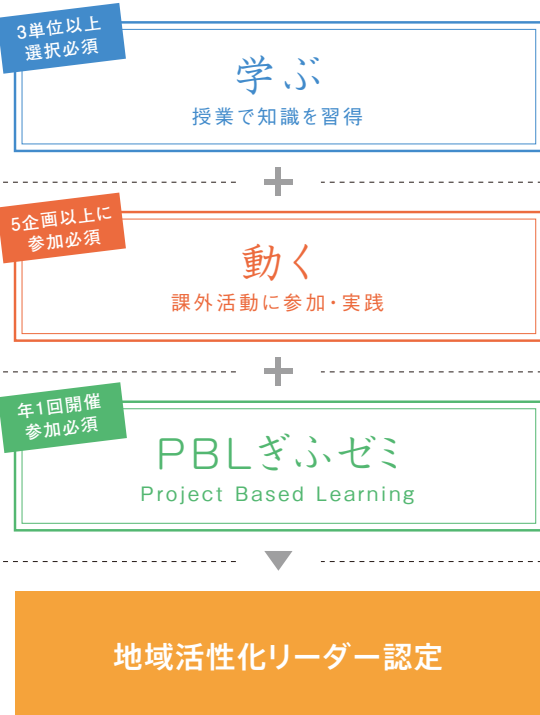 3単位以上
選択必須
学ぶ
授業で知識を習得
5企画以上に
参加必須
動く
課外活動に参加・実践
年1回開催
参加必須
PBLぎふゼミ
Project Based Learning
地域活性化リーダー認定